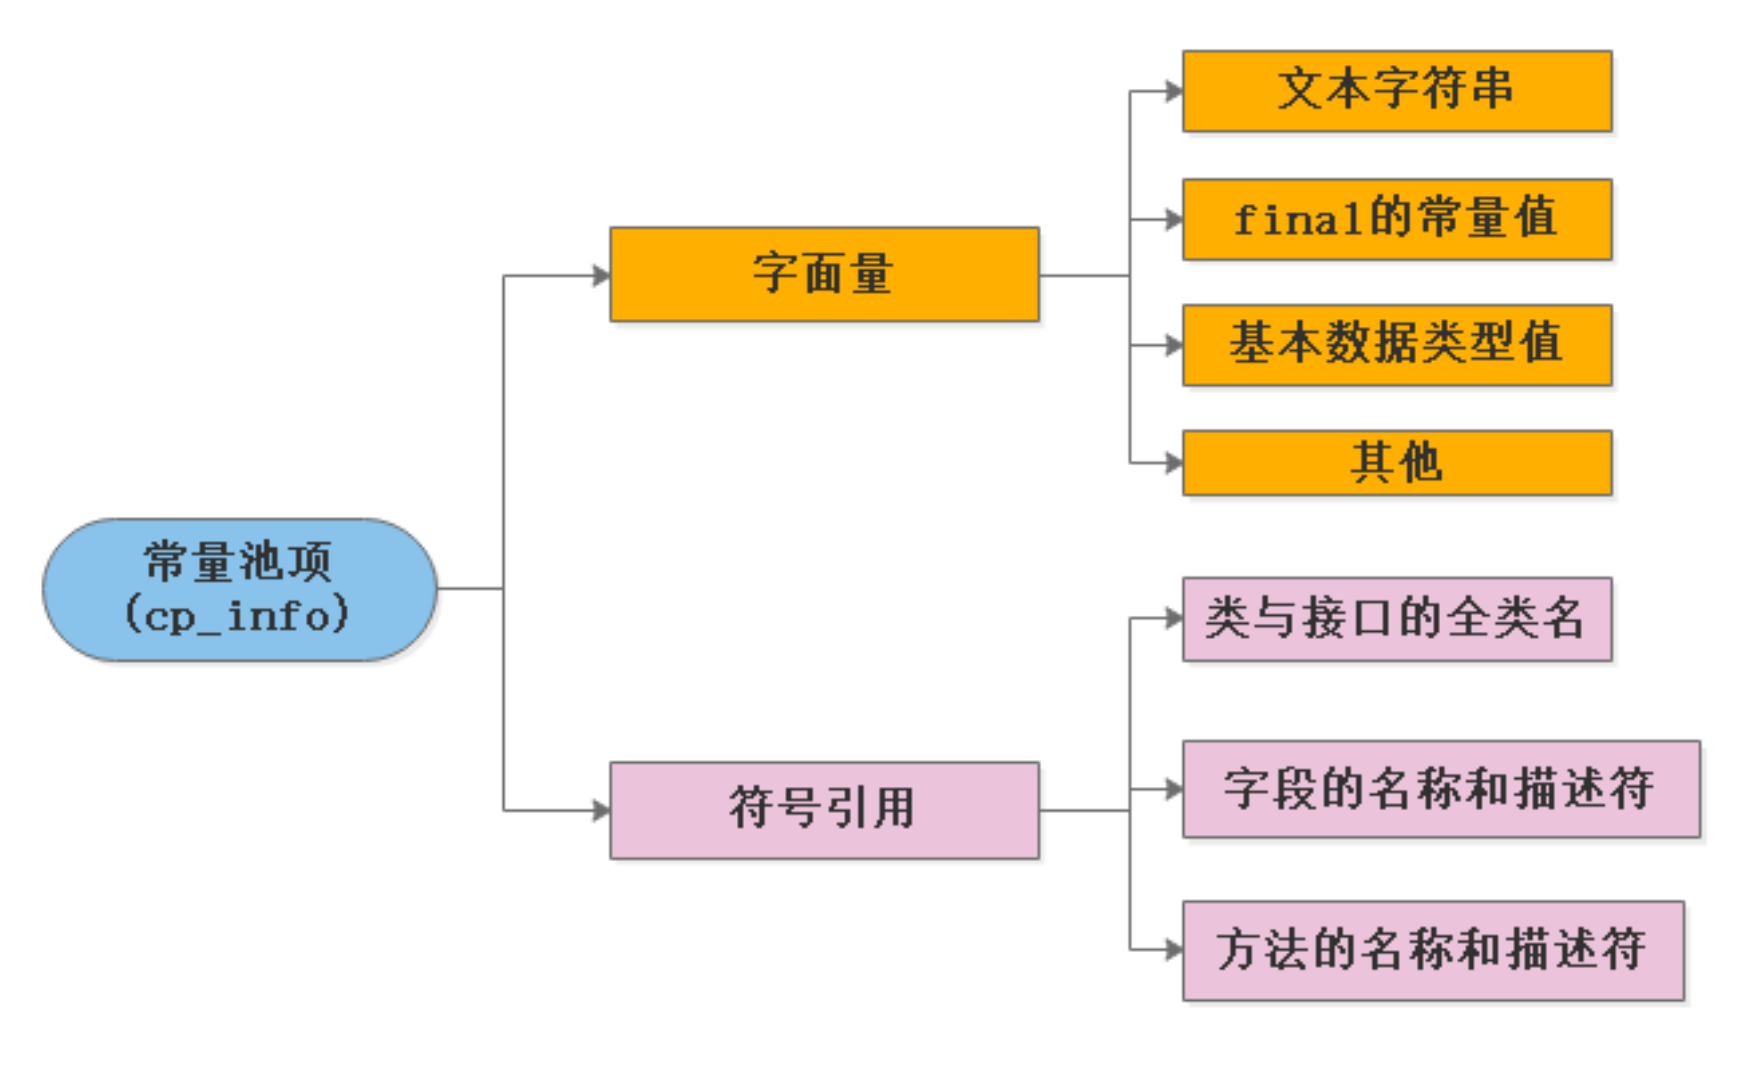 文本字符串
final的常量值
字面量
基本数据类型值
其他
常量池项
(cp_info)
类与接口的全类名
字段的名称和描述符
符号引用
方法的名称和描述符